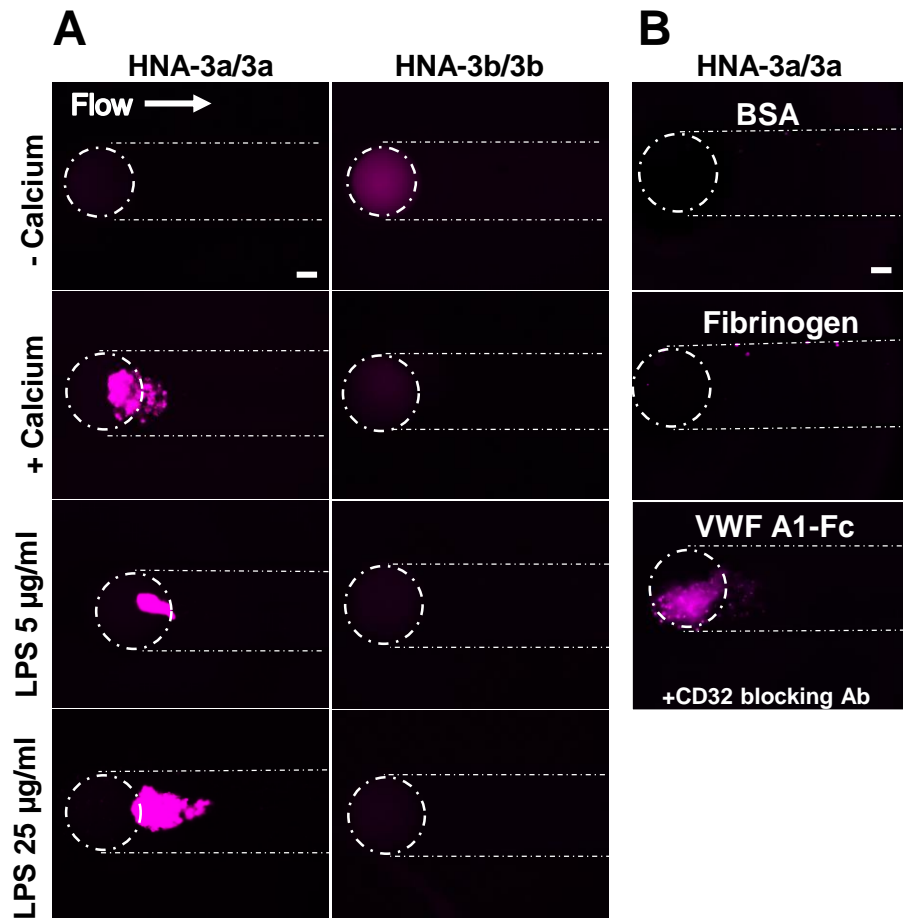 A
B
HNA-3a/3a
HNA-3b/3b
HNA-3a/3a
Flow
BSA
- Calcium
Fibrinogen
+ Calcium
VWF A1-Fc
LPS 5 µg/ml
+CD32 blocking Ab
LPS 25 µg/ml